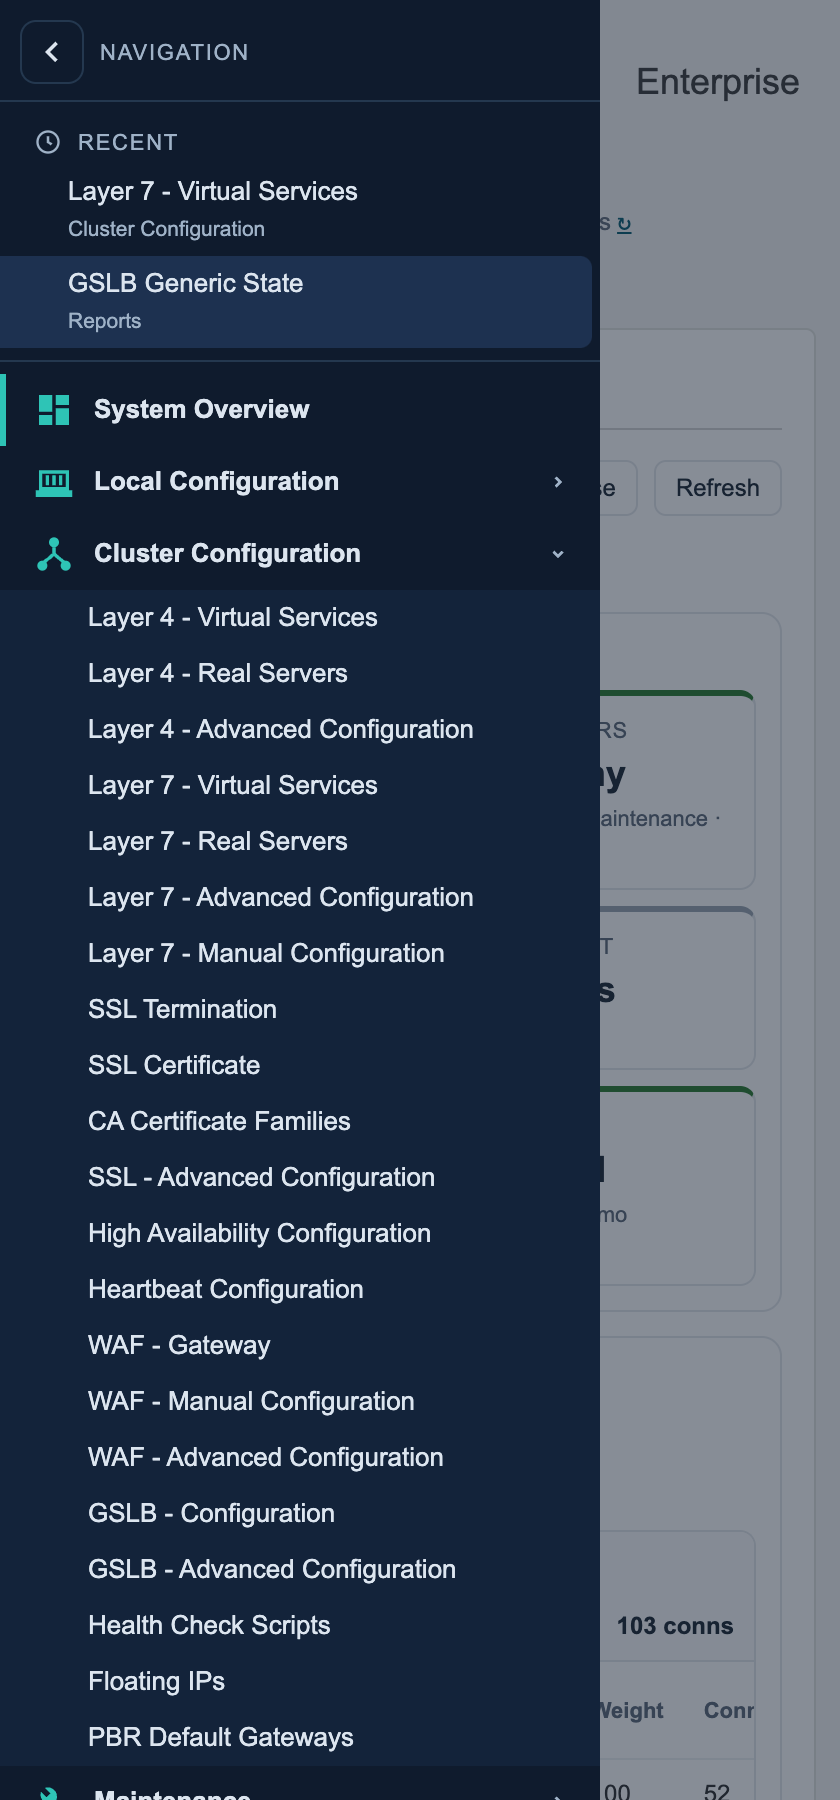 NAVIGATION
Enterprise
RECENT
Layer 7 - Virtual Services
Cluster Configuration
GSLB Generic State
Reports
System Overview
Local Configuration
Refresh
Cluster Configuration
Layer 4 - Virtual Services
Layer 4 - Real Servers
Layer 4 - Advanced Configuration
Layer 7 - Virtual Services
Layer 7 - Real Servers
Layer 7 - Advanced Configuration
Layer 7 - Manual Configuration
SSL Termination
SSL Certificate
CA Certificate Families
SSL - Advanced Configuration
High Availability Configuration
Heartbeat Configuration
WAF - Gateway
WAF - Manual Configuration
WAF - Advanced Configuration
GSLB - Configuration
GSLB - Advanced Configuration
Health Check Scripts
103 conns
Floating IPs
Weight
PBR Default Gateways
Maintenance
52